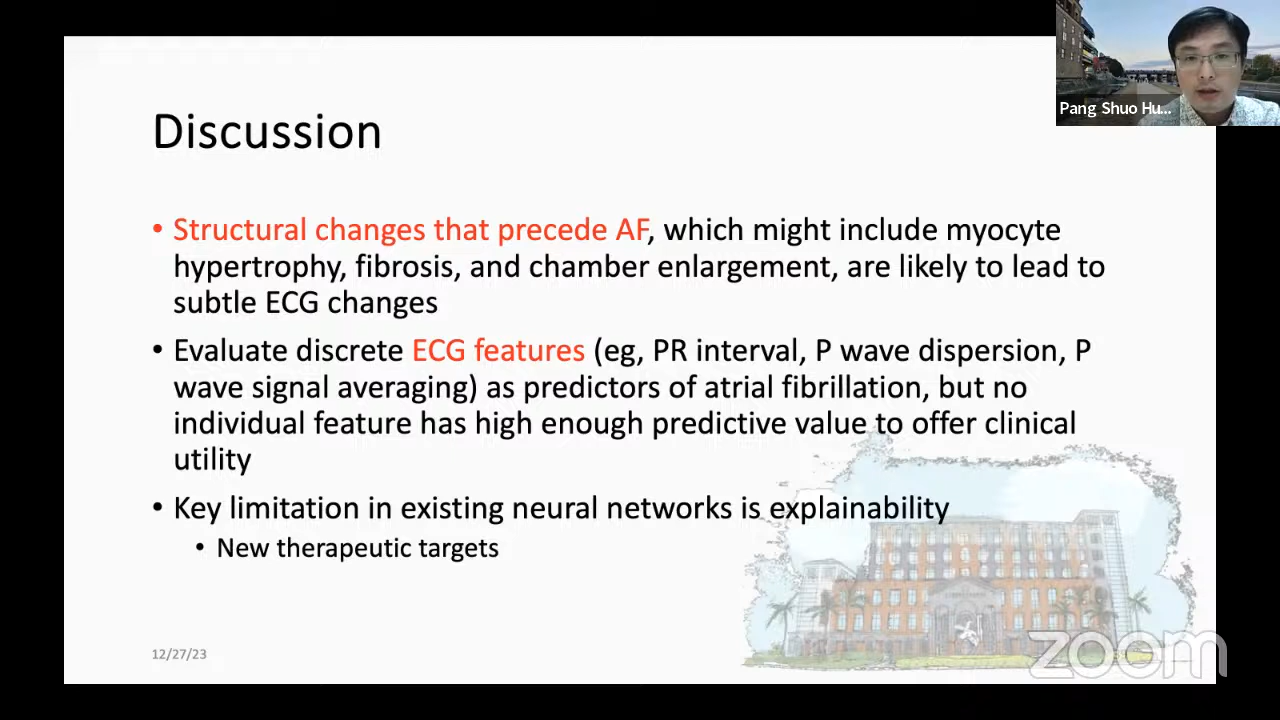 Pang Shuo Hu...
Discussion
• Structural changes that precede AF, which might include myocyte
hypertrophy, fibrosis, and chamber enlargement, are likely to lead to
subtle ECG changes
• Evaluate discrete ECG features (eg, PR interval, P wave dispersion, P
wave signal averaging) as predictors of atrial fibrillation, but no
individual feature has high enough predictive value to offer clinical
utility
• Key limitation in existing neural networks is explainability
• New therapeutic targets
12/27/23
zoom